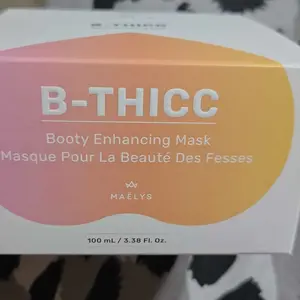 B-THICC
Booty Enhancing Mask
Masque Pour La Beauté Des Fesses
MAËLYS
100 mL / 3.38 Fl. Oz.